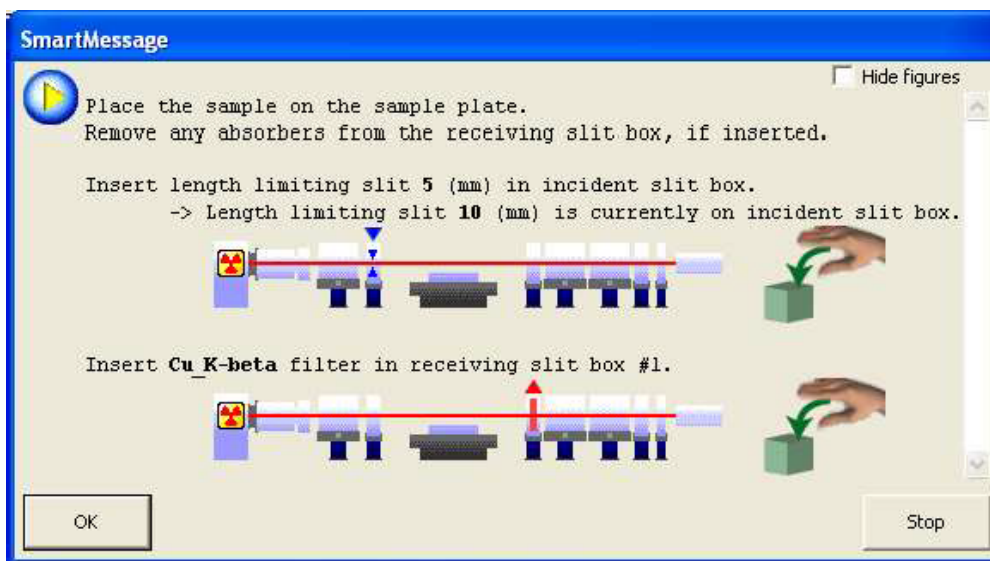 SmartMessage
Hide figures
Place the sample on the sample plate.
Remove any absorbers from the receiving slit box, if inserted.
Insert length limiting slit 5 (mm) in incident slit box.
-> Length limiting slit 10 (mm) is currently on incident slit box.
Insert Cu_K-beta filter in receiving slit box #1.
OK
Stop